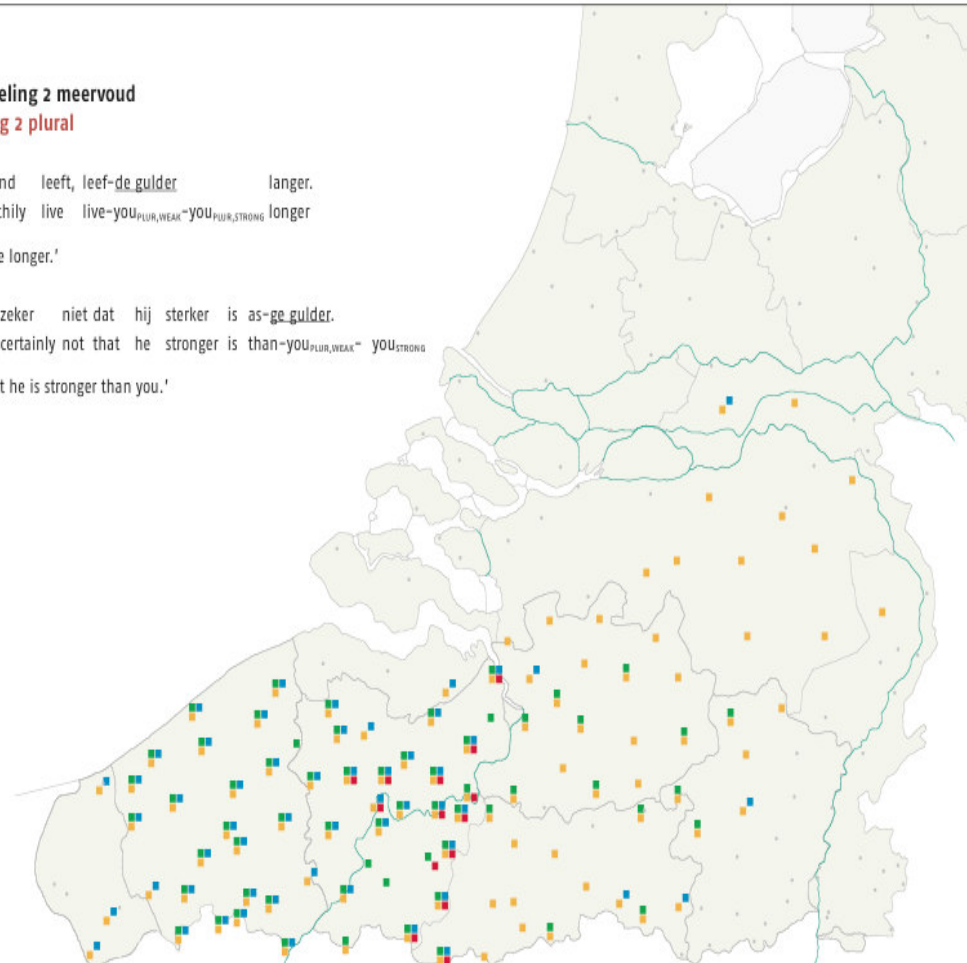 eling 2 meervoud
g 2 plural
nd leeft, leef-de gulder langer.
hily live live-youPLUR,WEAK-youPLUR,STRONG longer
e longer.'
zeker niet dat hij sterker is as-ge gulder.
certainly not that he stronger is than-youPLUR,WEAK- youSTRONG
t he is stronger than you.'